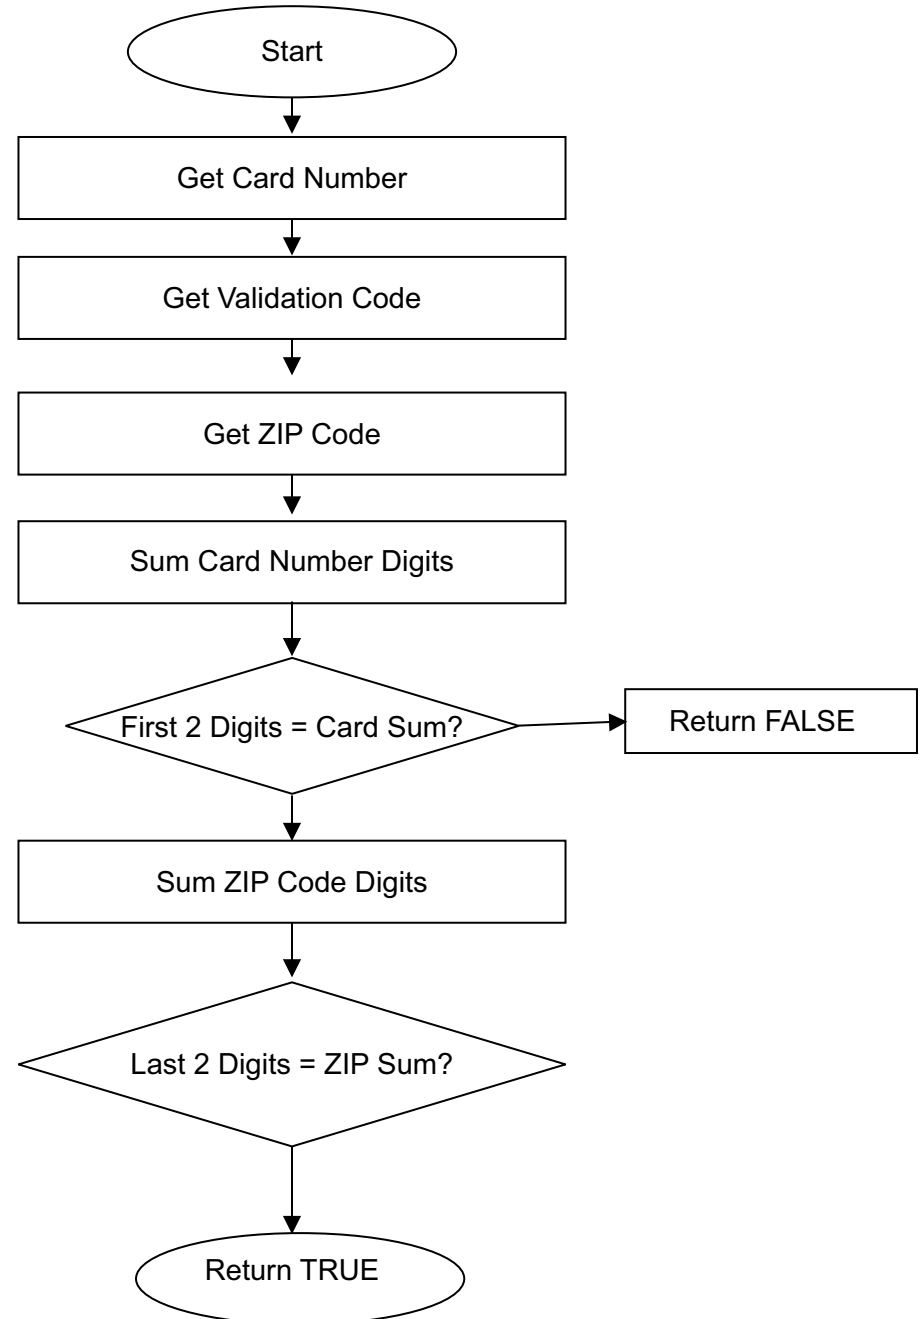 Start
Get Card Number
Get Validation Code
Get ZIP Code
Sum Card Number Digits
First 2 Digits = Card Sum?
Return FALSE
Sum ZIP Code Digits
Last 2 Digits = ZIP Sum?
Return TRUE